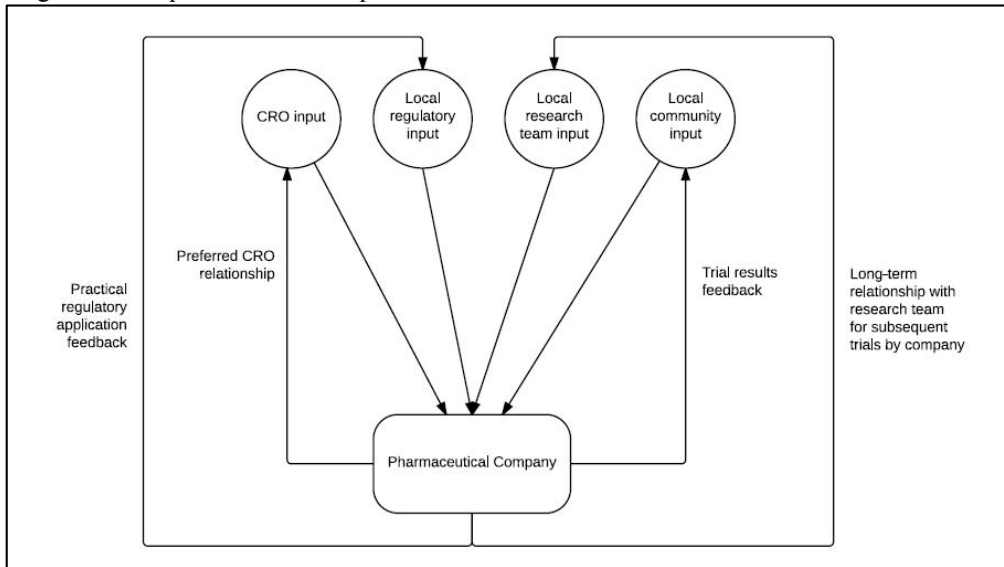 CRO input
Local
regulatory
input
Local
research
team input
Local
community
input
Preferred CRO
relationship
Trial results
feedback
Practical
regulatory
application
feedback
Long-term
relationship with
research team
for subsequent
trials by company
Pharmaceutical Company